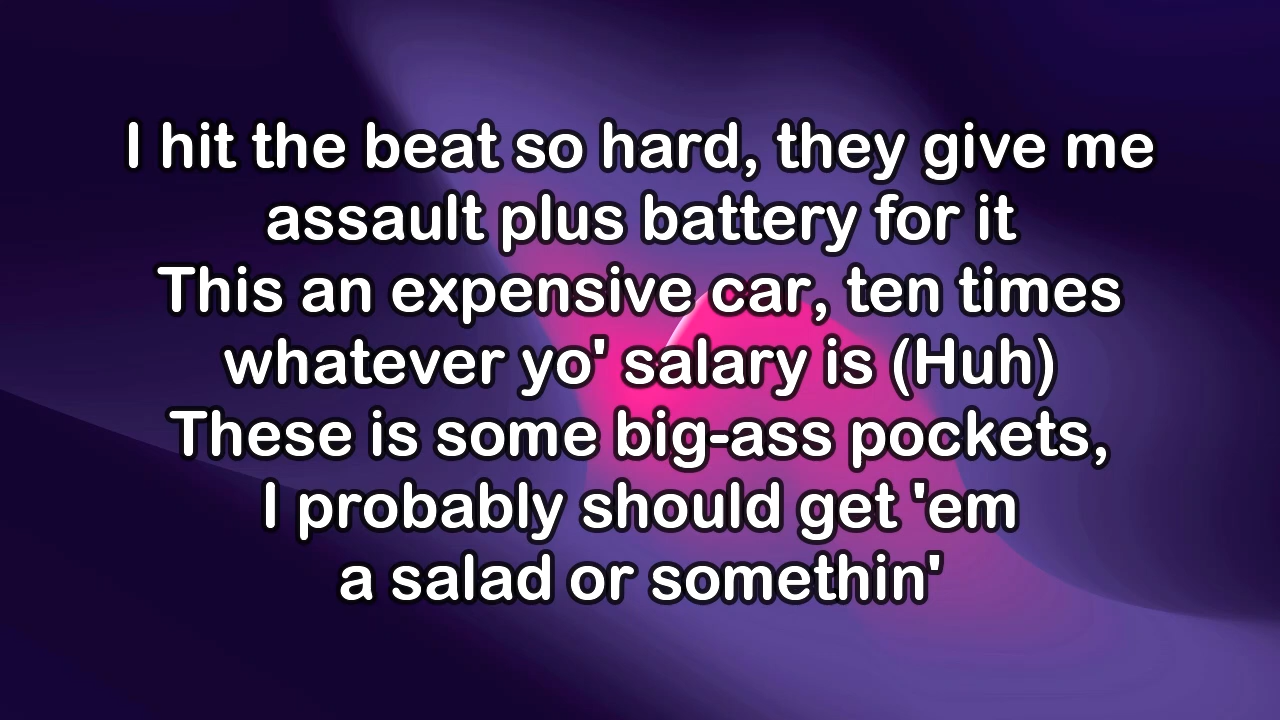 I hit the beat so hard, they give me
assault plus battery for it
This an expensive car, ten times
whatever yo' salary is (Huh)
These is some big-ass pockets,
I probably should get 'em
a salad or somethin'